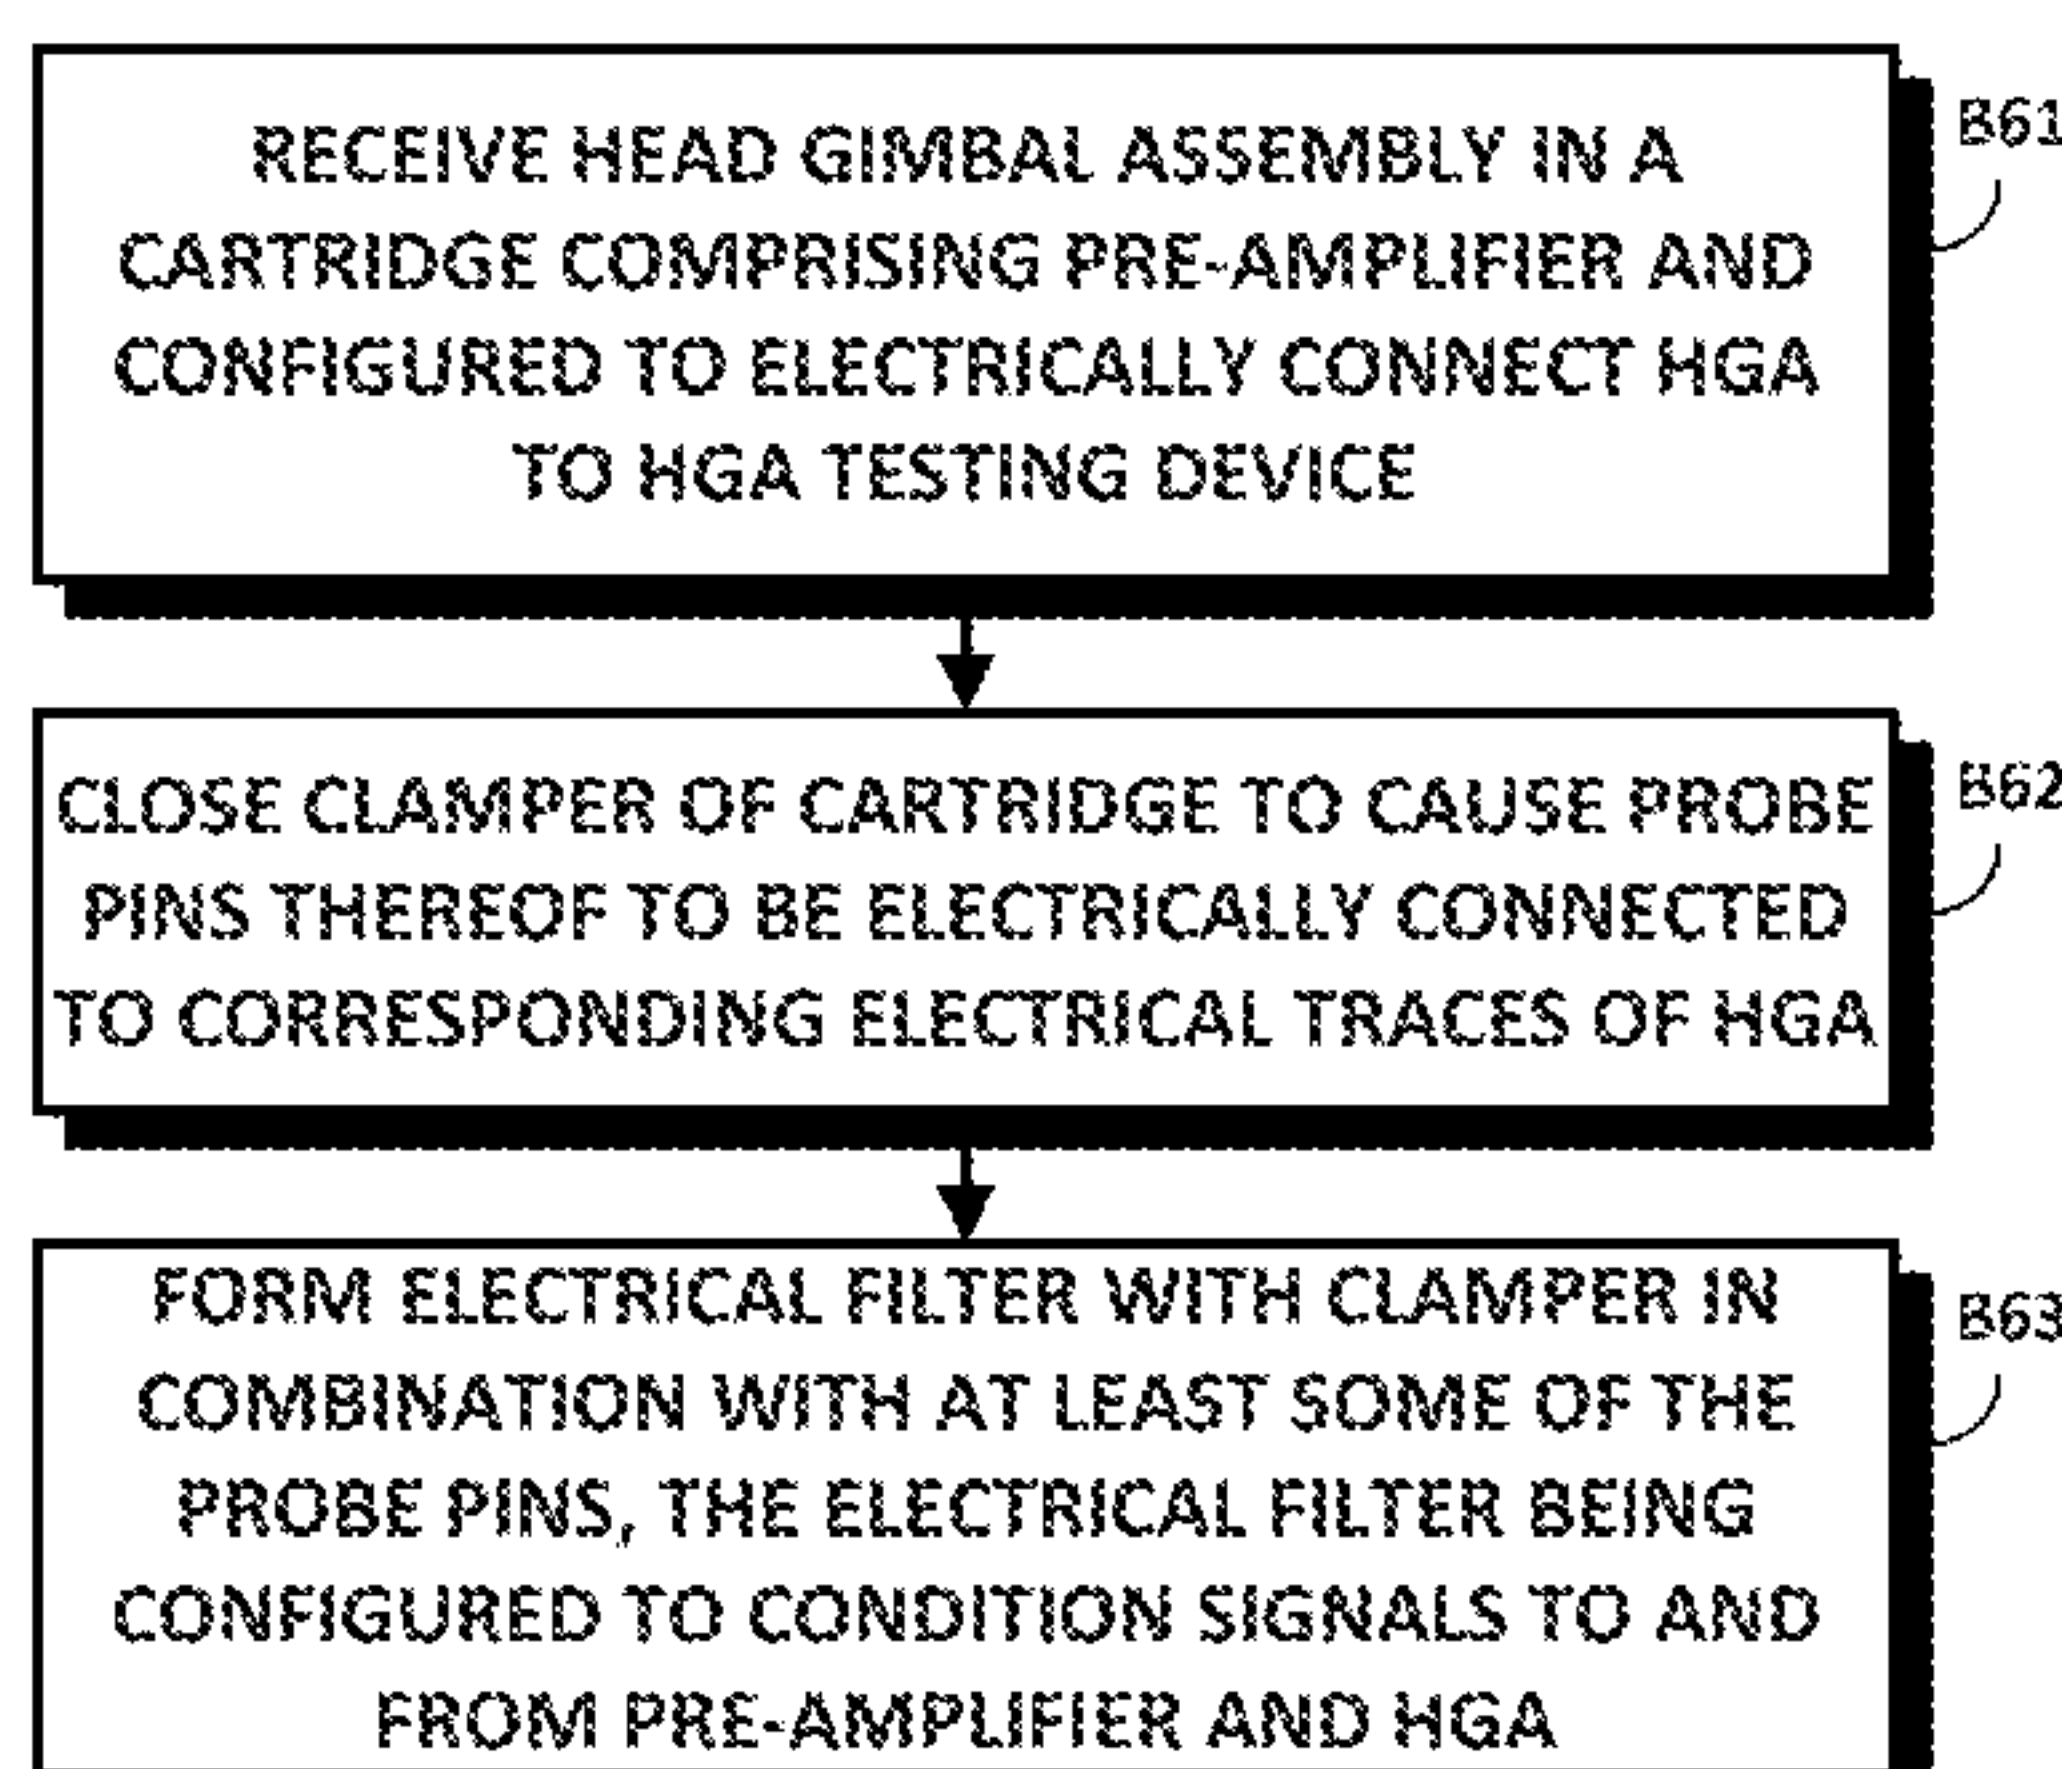 RECEIVE HEAD GIMBAL ASSEMBLY IN A
CARTRIDGE COMPRISING PRE-AMPLIFIER AND
CONFIGURED TO ELECTRICALLY CONNECT HGA
TO HGA TESTING DEVICE
B61
CLOSE CLAMPER OF CARTRIDGE TO CAUSE PROBE
PINS THEREOF TO BE ELECTRICALLY CONNECTED
TO CORRESPONDING ELECTRICAL TRACES OF HGA
B62
FORM ELECTRICAL FILTER WITH CLAMPER IN
COMBINATION WITH AT LEAST SOME OF THE
PROBE PINS, THE ELECTRICAL FILTER BEING
CONFIGURED TO CONDITION SIGNALS TO AND
FROM PRE-AMPLIFIER AND HGA
B63